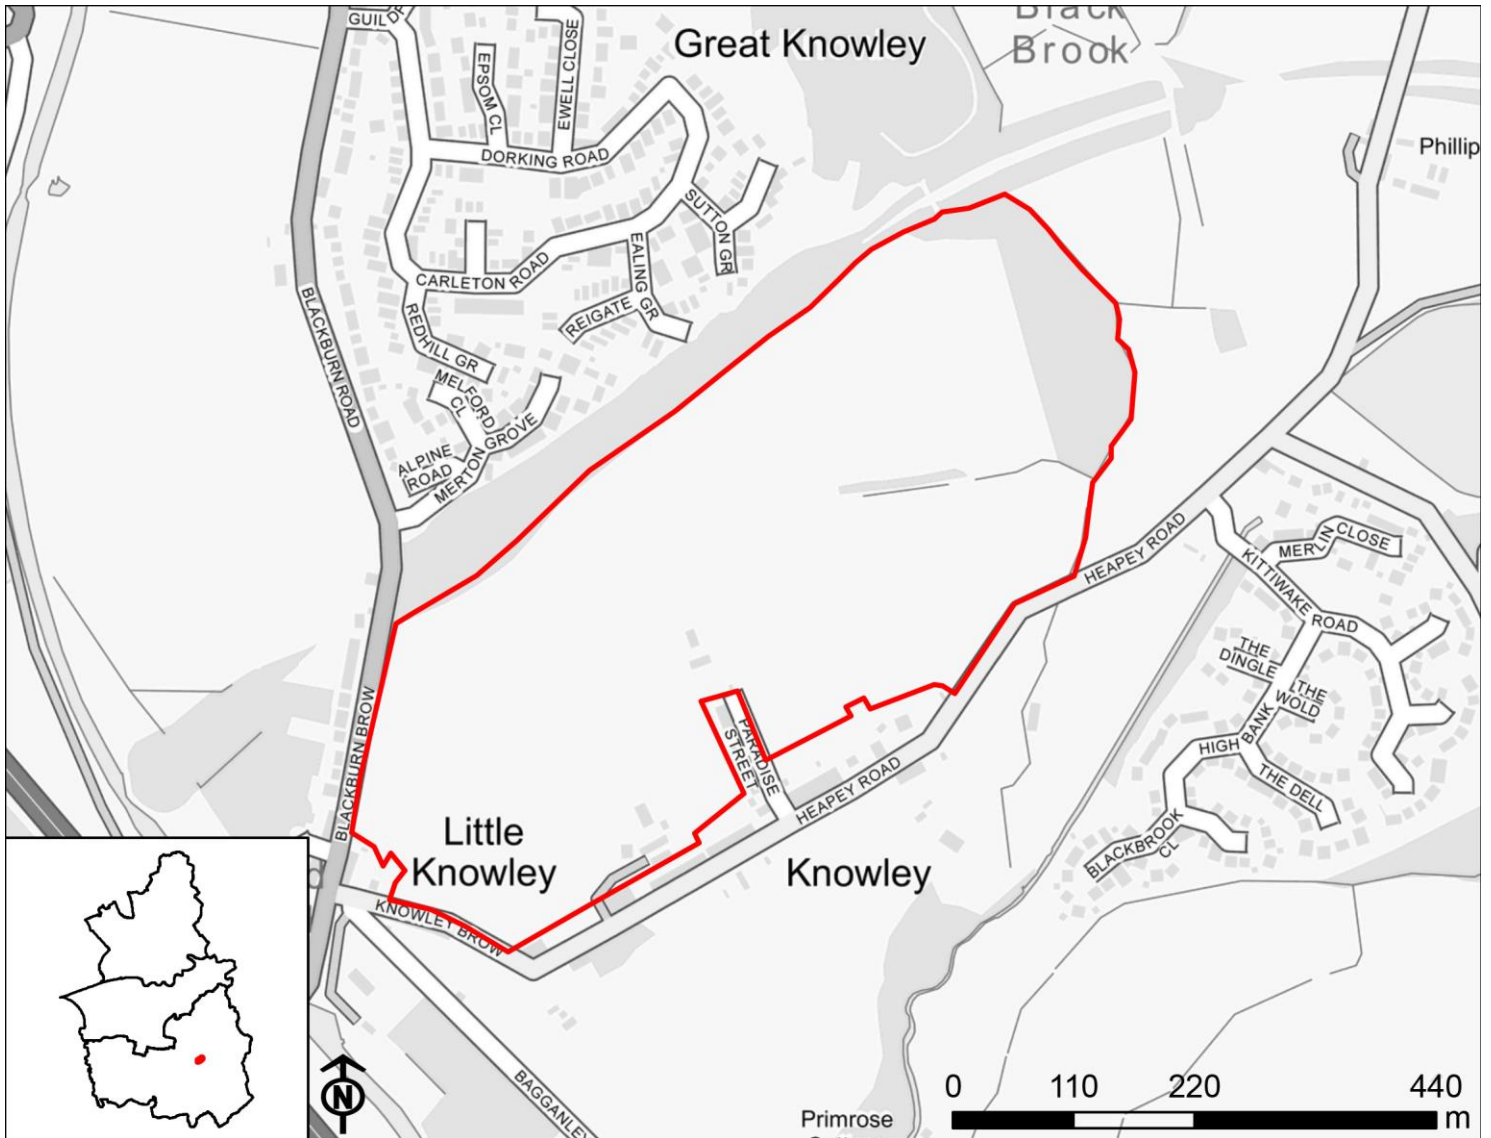 GUILD
Great Knowley
Black
Brook
EPSOM CL
EWELL CLOSE
DORKING ROAD
Phillip
SUTTON GR
EALING GR
CARLETON ROAD
REIGATE
BLACKBURN ROAD
REDHILL GR
MELFORD
CL
MERTON GROVE
ALPINE
ROAD
HEAPEY ROAD
MERLIN CLOSE
KITTIWAKE ROAD
THE
DINGLE
THE
WOLD
HIGH BANK
THE DELL
BLACKBROOK
CL
BLACKBURN BROW
PARADISE
STREET
HEAPEY ROAD
Little
Knowley
Knowley
KNOWLEY BROW
BAGGANLEY
N
Primrose
0 110 220 440
m